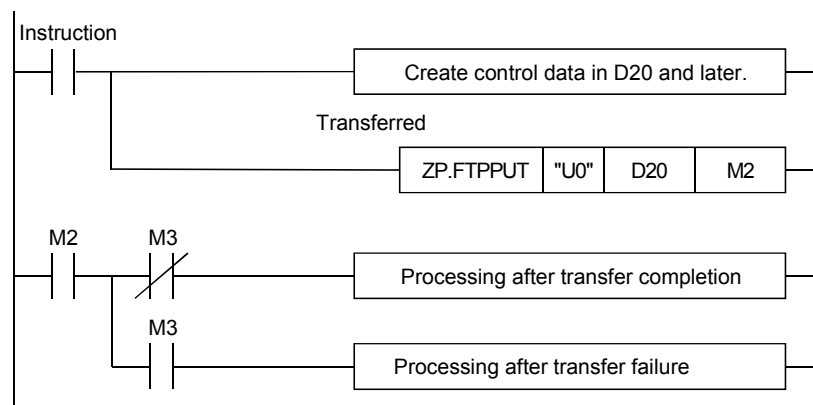 Instruction
Create control data in D20 and later.
Transferred
ZP.FTPPUT "U0" D20 M2
M2 M3
Processing after transfer completion
M3
Processing after transfer failure